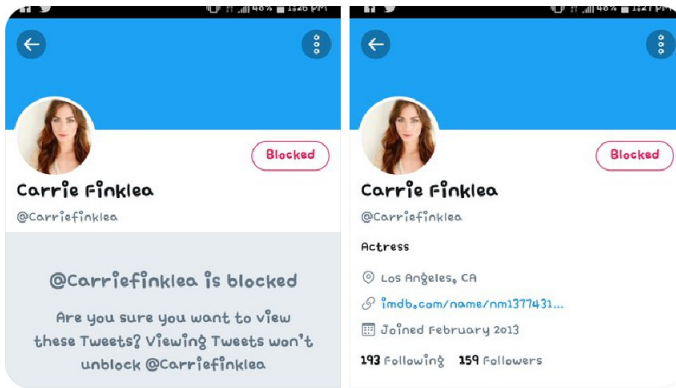 Blocked
Carrie Finklea
@Carriefinklea
@Carriefinklea is blocked
Are you sure you want to view
these Tweets? Viewing Tweets won't
unblock @Carriefinklea
Blocked
Carrie Finklea
@Carriefinklea
Actress
Los Angeles, CA
imdb.com/name/nm1377431...
Joined February 2013
193 Following 159 Followers